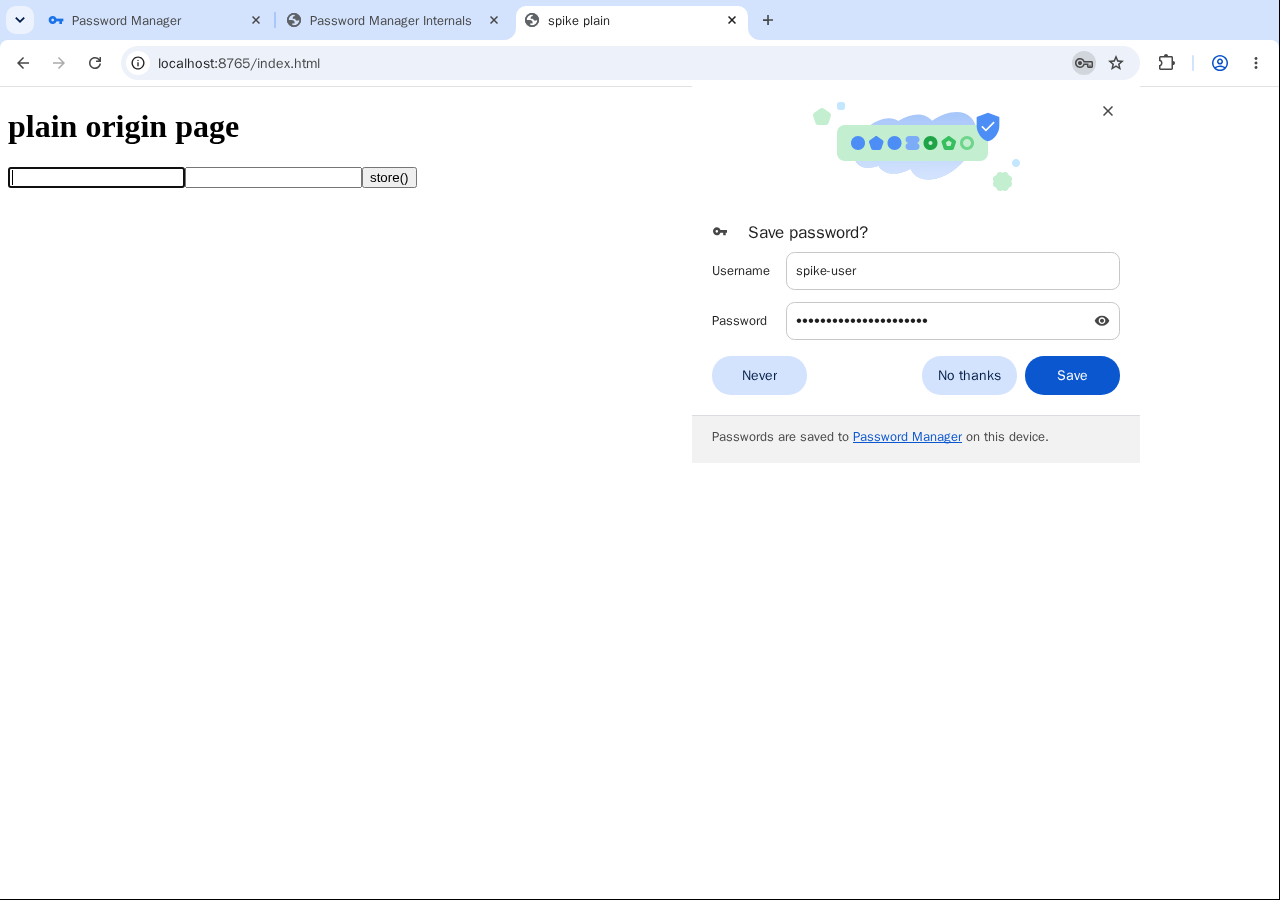 Password Manager
Password Manager Internals
spike plain
localhost:8765/index.html
plain origin page
store()
Save password?
Username spike-user
Password ••••••••••••••••••••••
Never No thanks Save
Passwords are saved to Password Manager on this device.